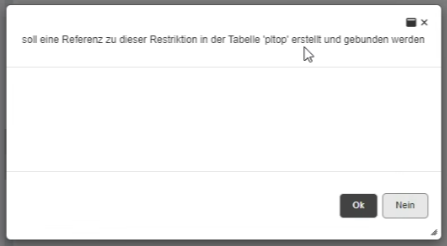 soll eine Referenz zu dieser Restriktion in der Tabelle 'pltop' erstellt und gebunden werden
Ok
Nein